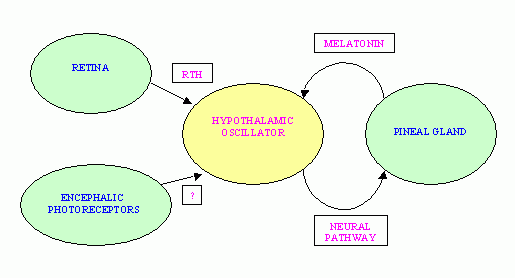 MELATONIN
RETINA
RTH
HYPOTHALAMIC
OSCILLATOR
PINEAL GLAND
ENCEPHALIC
PHOTORECEPTORS
?
NEURAL
PATHWAY